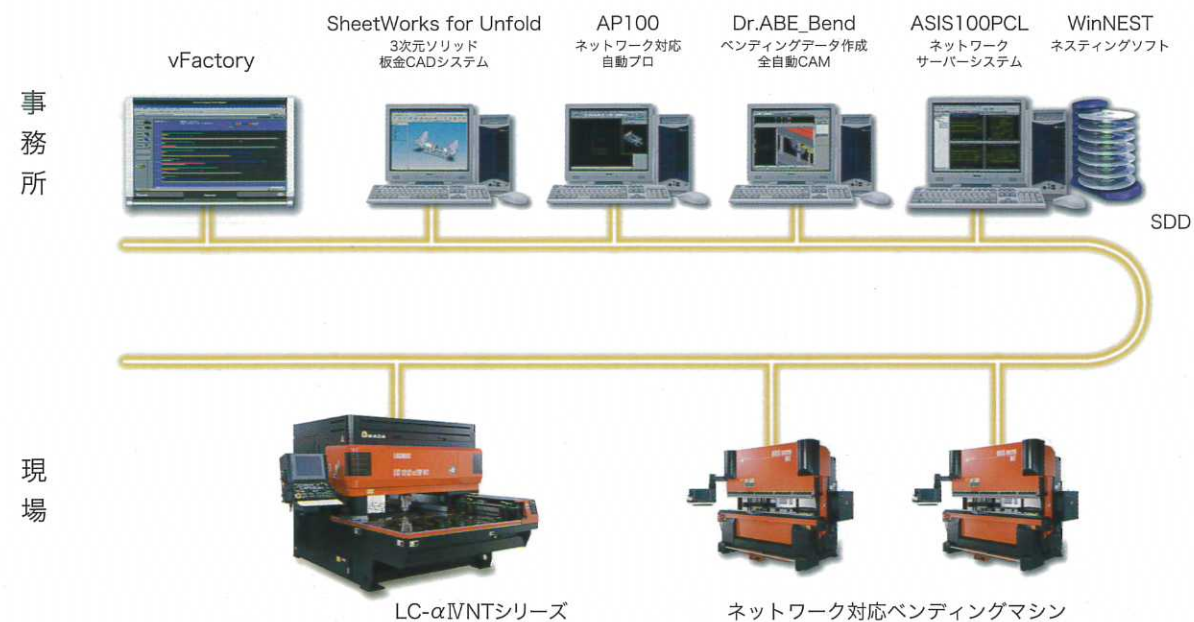 SheetWorks for Unfold
3次元ソリッド
板金CADシステム
AP100
ネットワーク対応
自動プロ
Dr.ABE_Bend
ベンディングデータ作成
全自動CAM
ASIS100PCL
ネットワーク
サーバーシステム
WinNEST
ネスティングソフト
vFactory
事務所
SDD
現場
AMADA
LC-αⅣNTシリーズ
ネットワーク対応ベンディングマシン